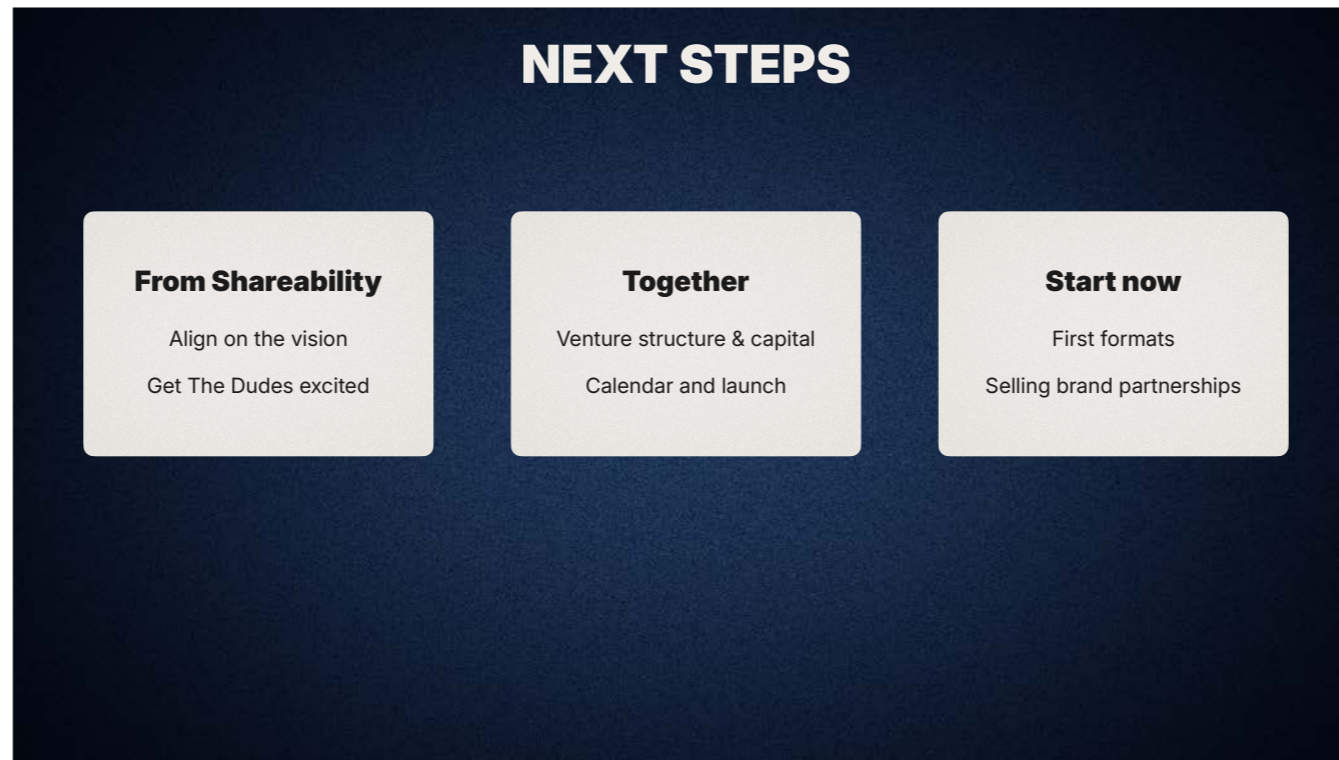 NEXT STEPS
From Shareability
Align on the vision
Get The Dudes excited
Together
Venture structure & capital
Calendar and launch
Start now
First formats
Selling brand partnerships